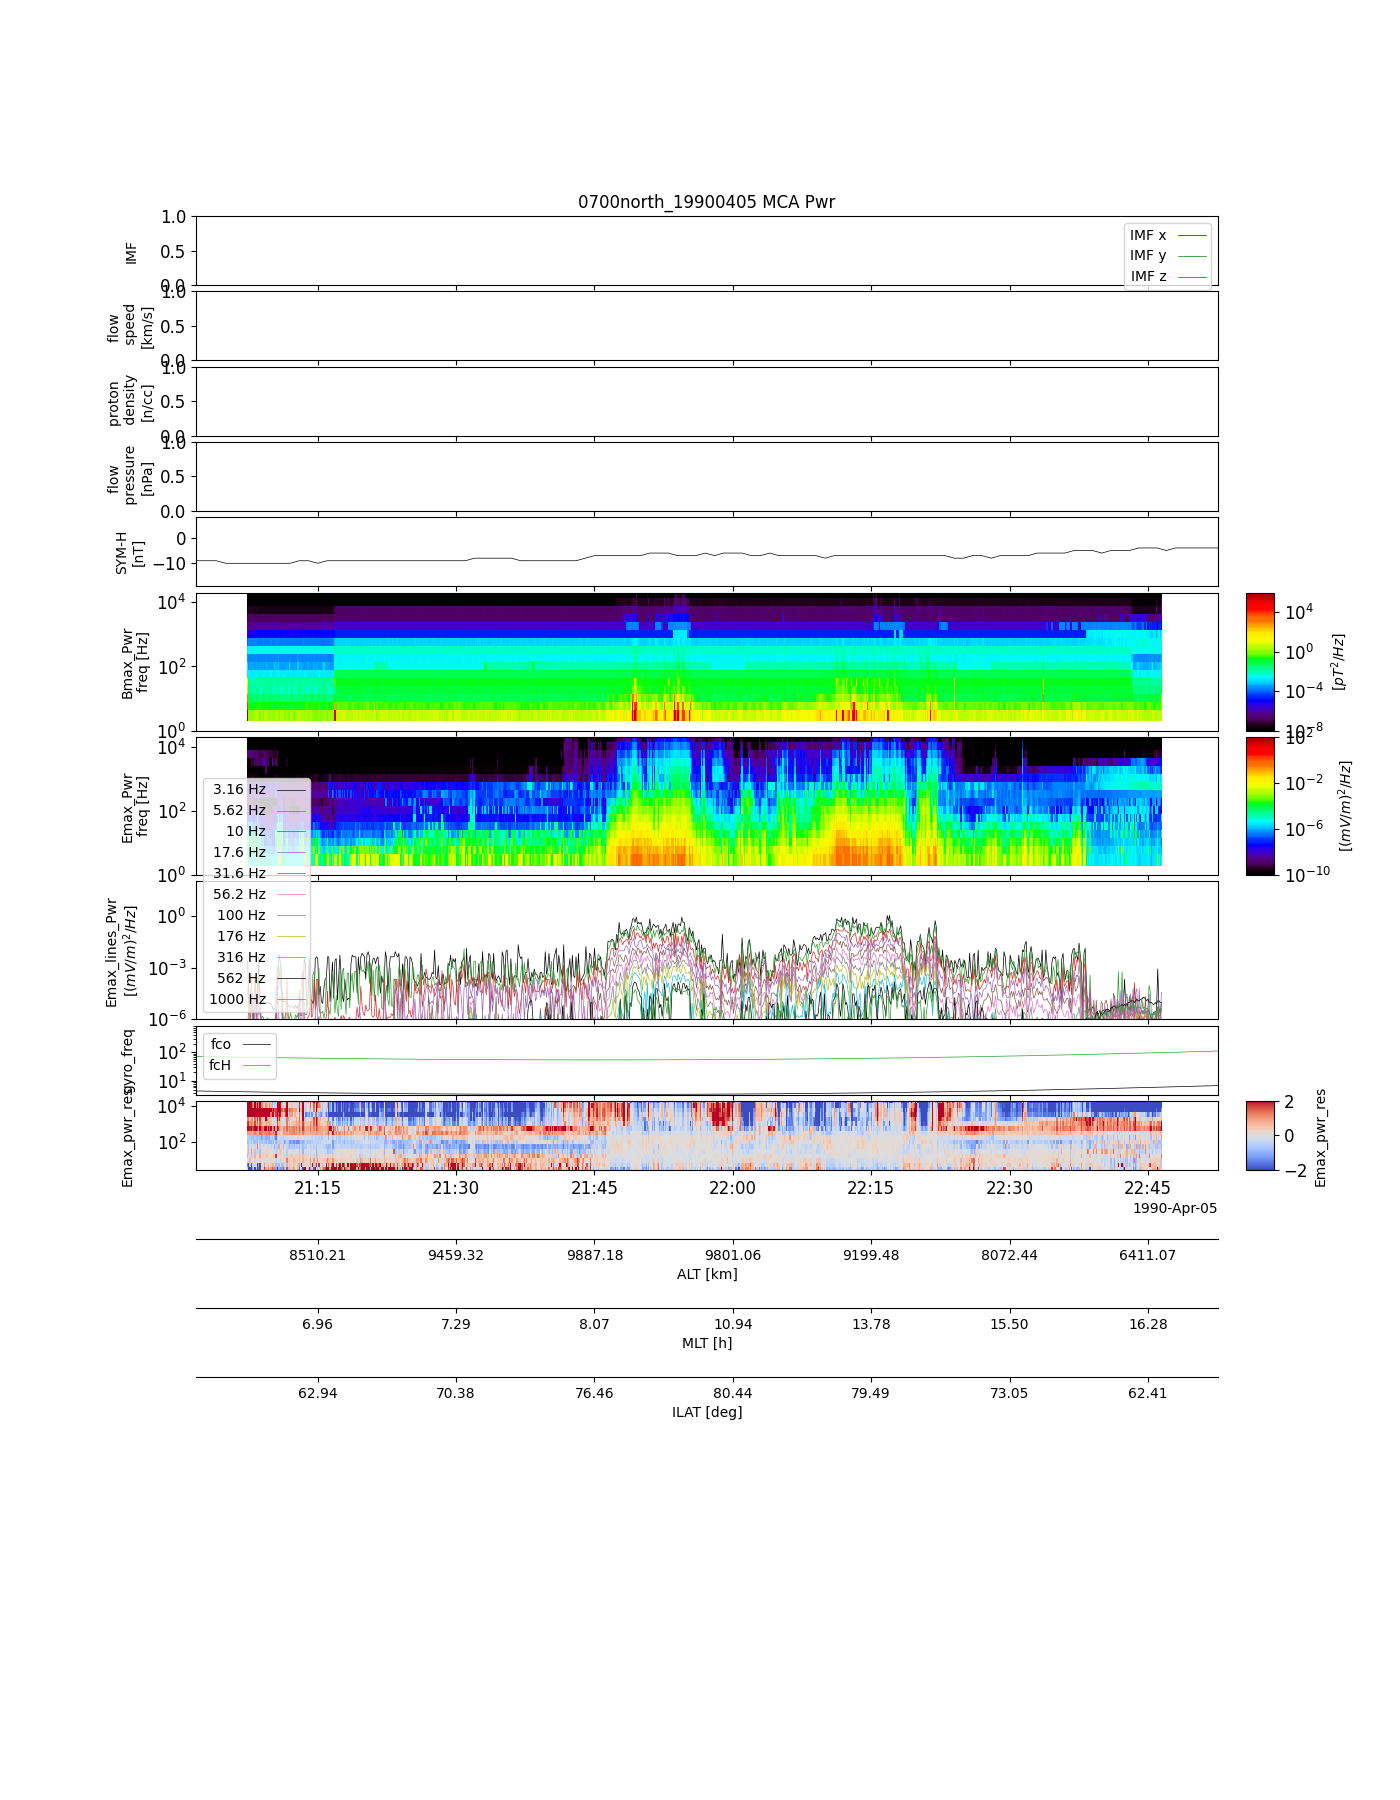 0700north_19900405 MCA Pwr
1.0
0.5
0.0
IMF
IMF x
IMF y
IMF z
1.0
0.5
0.0
flow
speed
[km/s]
1.0
0.5
0.0
proton
density
[n/cc]
1.0
0.5
0.0
flow
pressure
[nPa]
0
−10
SYM-H
[nT]
10^4
10^2
10^0
Bmax_Pwr
freq [Hz]
10^4
10^0
10^−4
10^−8
[pT^2/Hz]
10^4
10^2
10^0
Emax_Pwr
freq [Hz]
10^2
10^−2
10^−6
10^−10
[(mV/m)^2/Hz]
3.16 Hz
5.62 Hz
10 Hz
17.6 Hz
31.6 Hz
56.2 Hz
100 Hz
176 Hz
316 Hz
562 Hz
1000 Hz
10^0
10^−3
10^−6
Emax_lines_Pwr
[(mV/m)^2/Hz]
10^2
10^1
gyro_freq
fco
fcH
10^4
10^2
Emax_pwr_res
2
0
−2
Emax_pwr_res
21:15 21:30 21:45 22:00 22:15 22:30 22:45
1990-Apr-05
8510.21 9459.32 9887.18 9801.06 9199.48 8072.44 6411.07
ALT [km]
6.96 7.29 8.07 10.94 13.78 15.50 16.28
MLT [h]
62.94 70.38 76.46 80.44 79.49 73.05 62.41
ILAT [deg]